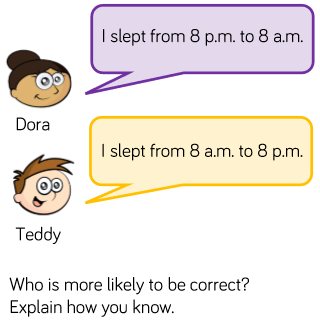 I slept from 8 p.m. to 8 a.m.
Dora
I slept from 8 a.m. to 8 p.m.
Teddy
Who is more likely to be correct?
Explain how you know.